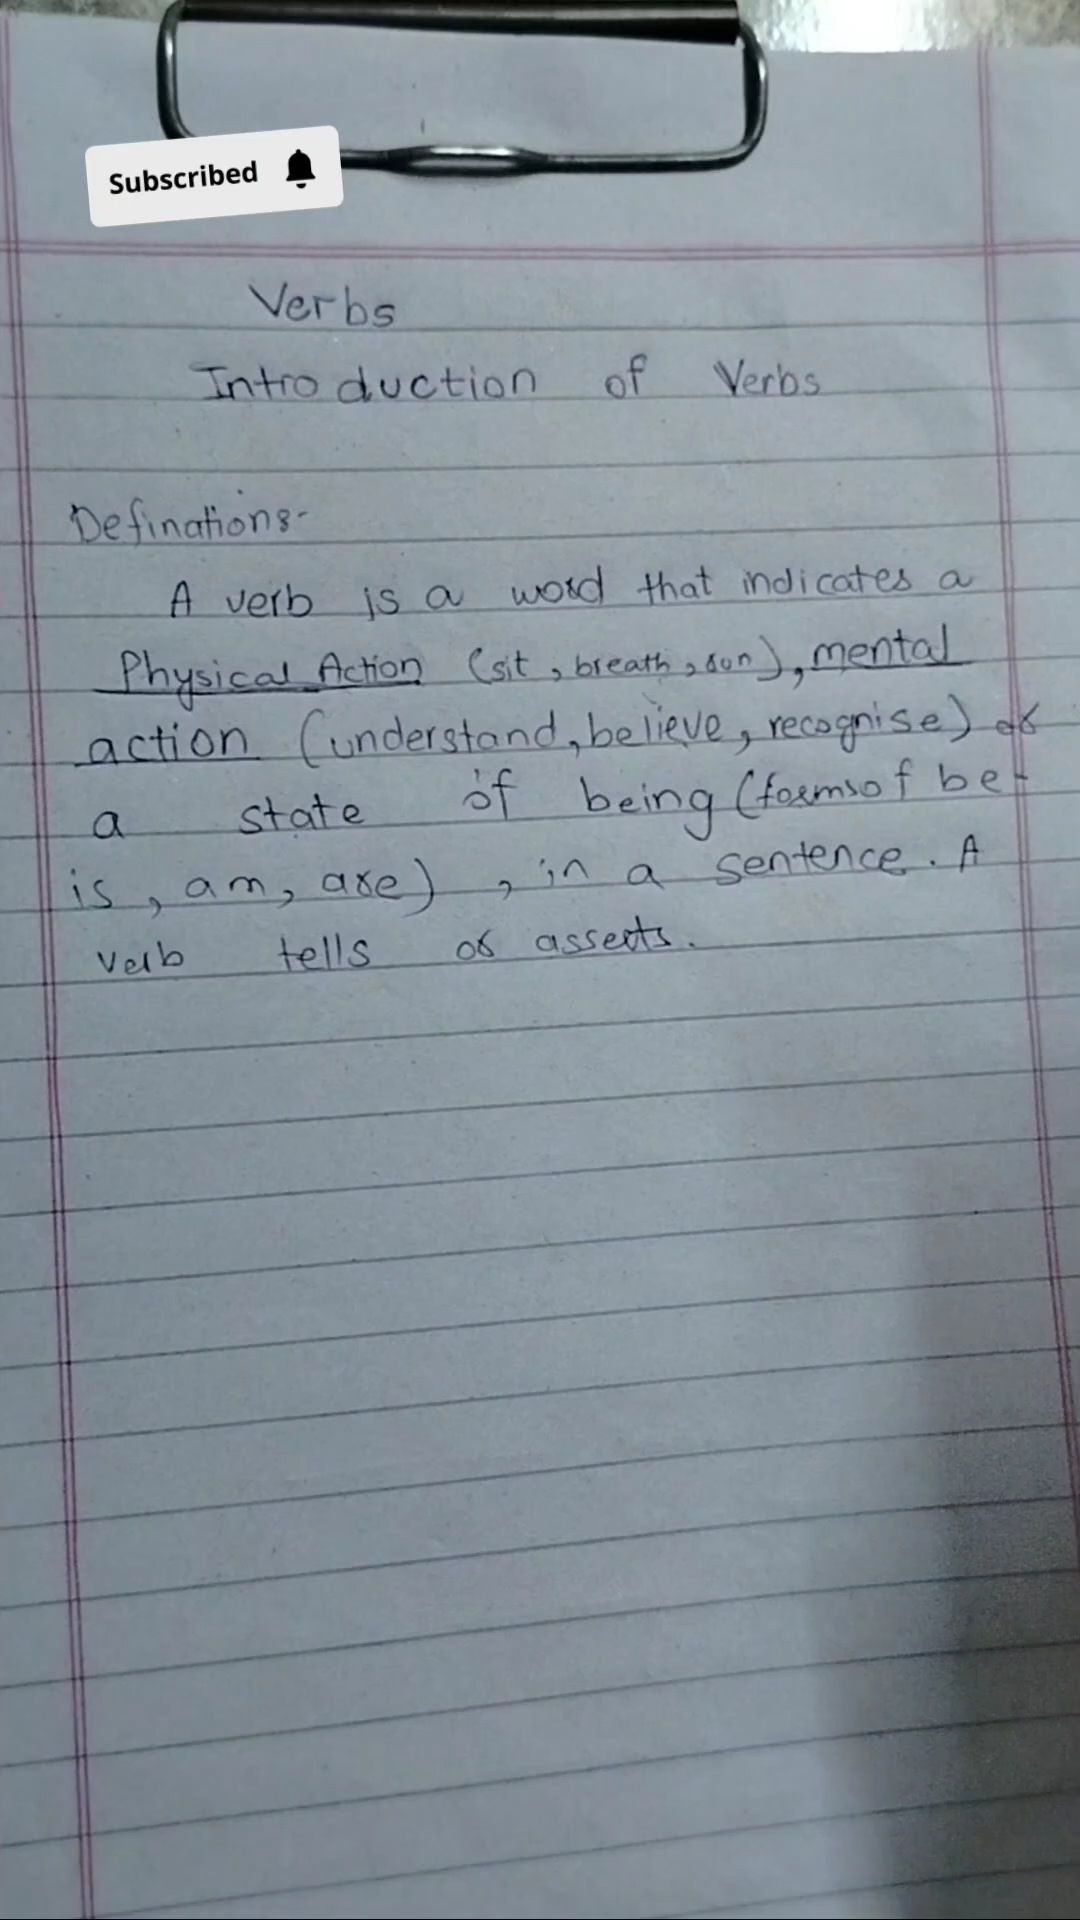 Subscribed
Verbs
Introduction of Verbs
Definations-
A verb is a word that indicates a
Physical Action (sit, breath, run), mental
action (understand, believe, recognise) or
a state of being (forms of be-
is, am, are), in a sentence. A
verb tells or asserts.